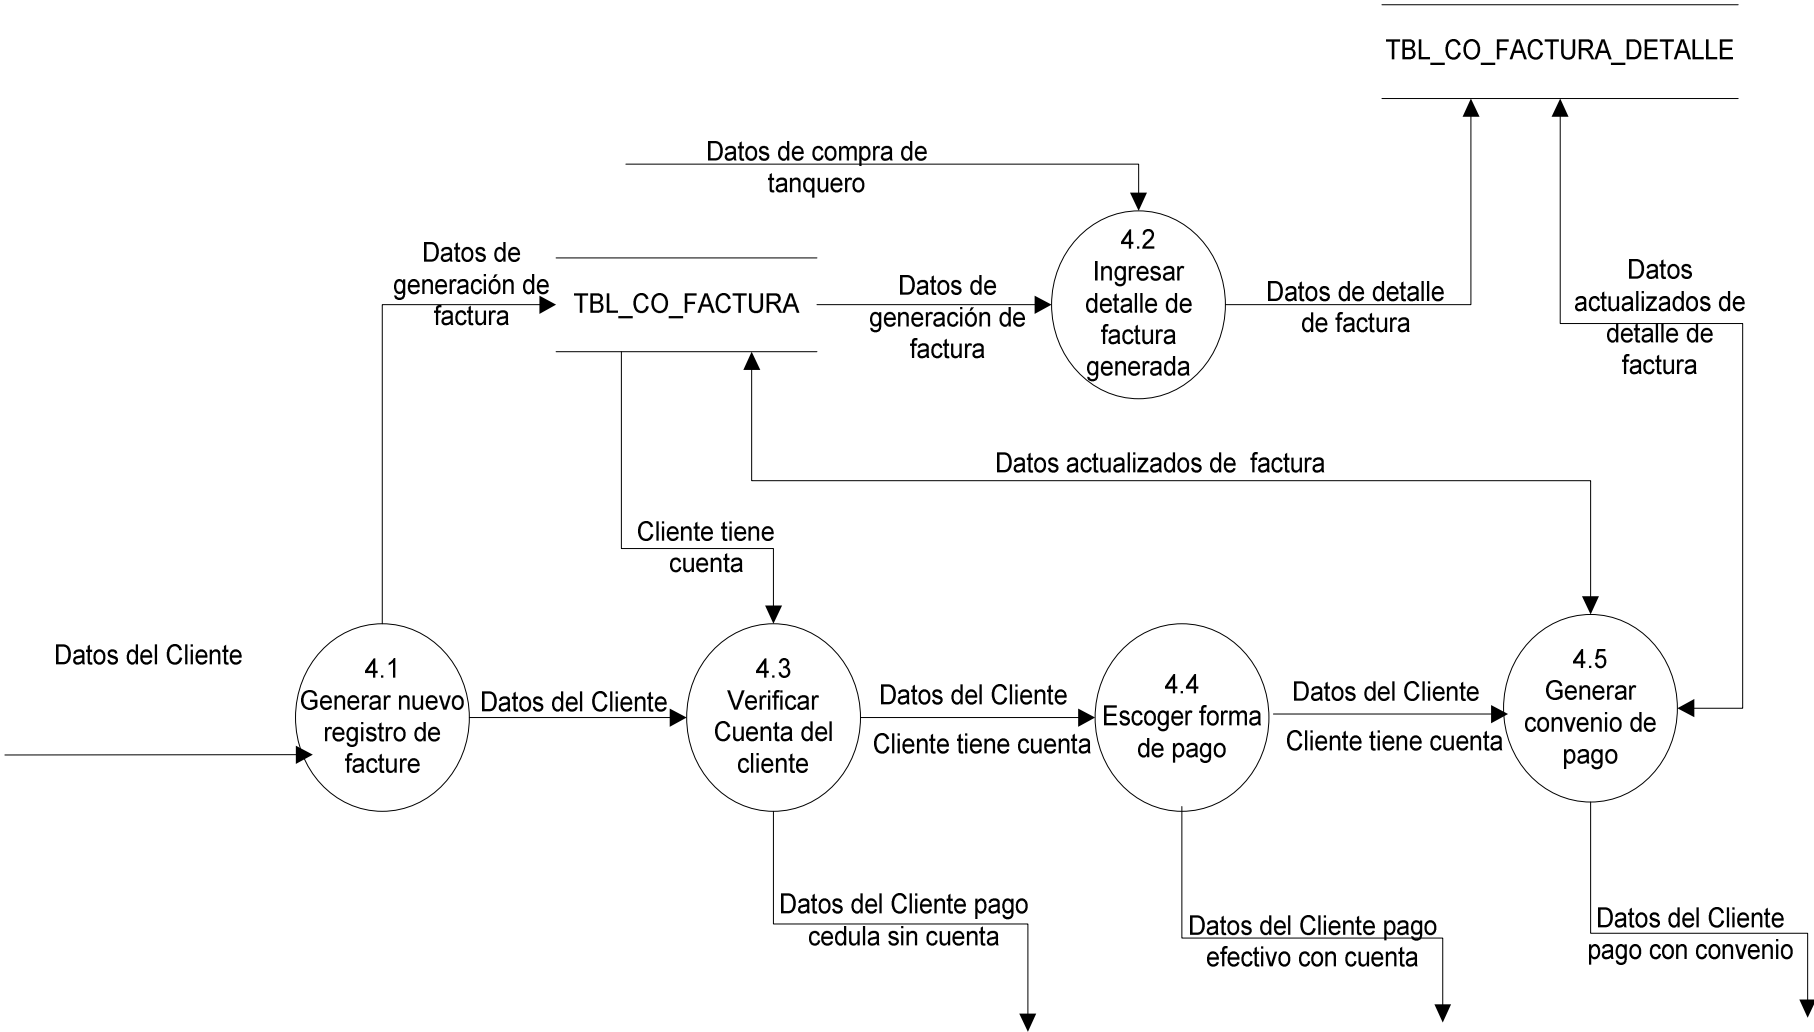 TBL_CO_FACTURA_DETALLE
Datos de compra de
tanquero
Datos de
generación de
factura
TBL_CO_FACTURA
Datos de
generación de
factura
4.2
Ingresar
detalle de
factura
generada
Datos de detalle
de factura
Datos
actualizados de
detalle de
factura
Datos actualizados de  factura
Cliente tiene
cuenta
Datos del Cliente
4.1
Generar nuevo
registro de
facture
Datos del Cliente
4.3
Verificar
Cuenta del
cliente
Datos del Cliente
Cliente tiene cuenta
4.4
Escoger forma
de pago
Datos del Cliente
Cliente tiene cuenta
4.5
Generar
convenio de
pago
Datos del Cliente pago
cedula sin cuenta
Datos del Cliente pago
efectivo con cuenta
Datos del Cliente
pago con convenio